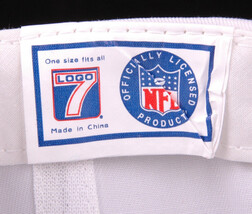 One size fits all
LOGO
7
Made in China
OFFICIALLY LICENSED
NFL
PRODUCT